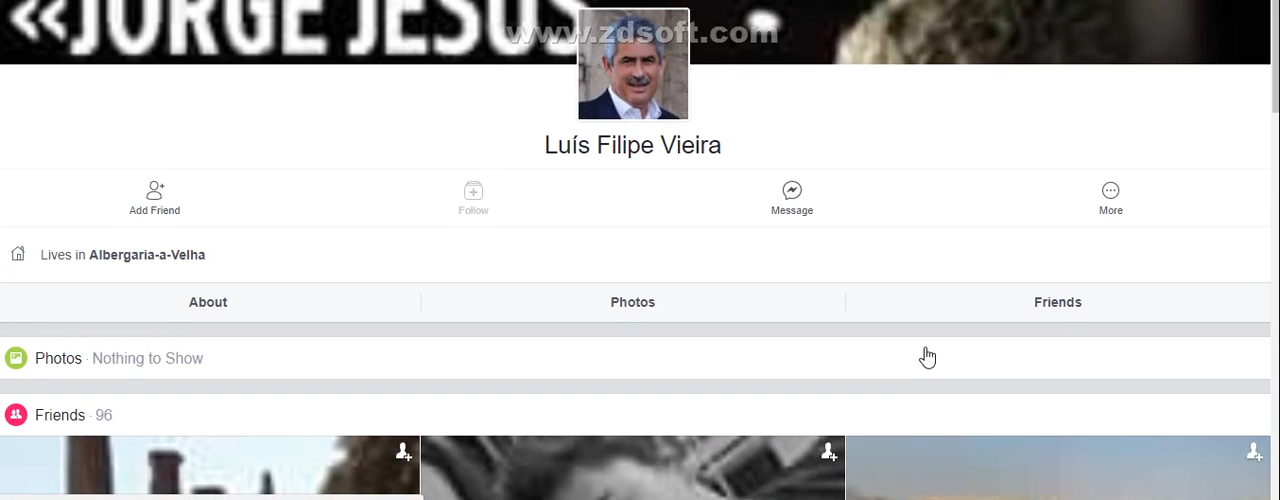 «JORGE JESUS
www.zdsoft.com
Luís Filipe Vieira
Add Friend
Follow
Message
More
Lives in Albergaria-a-Velha
About
Photos
Friends
Photos · Nothing to Show
Friends · 96